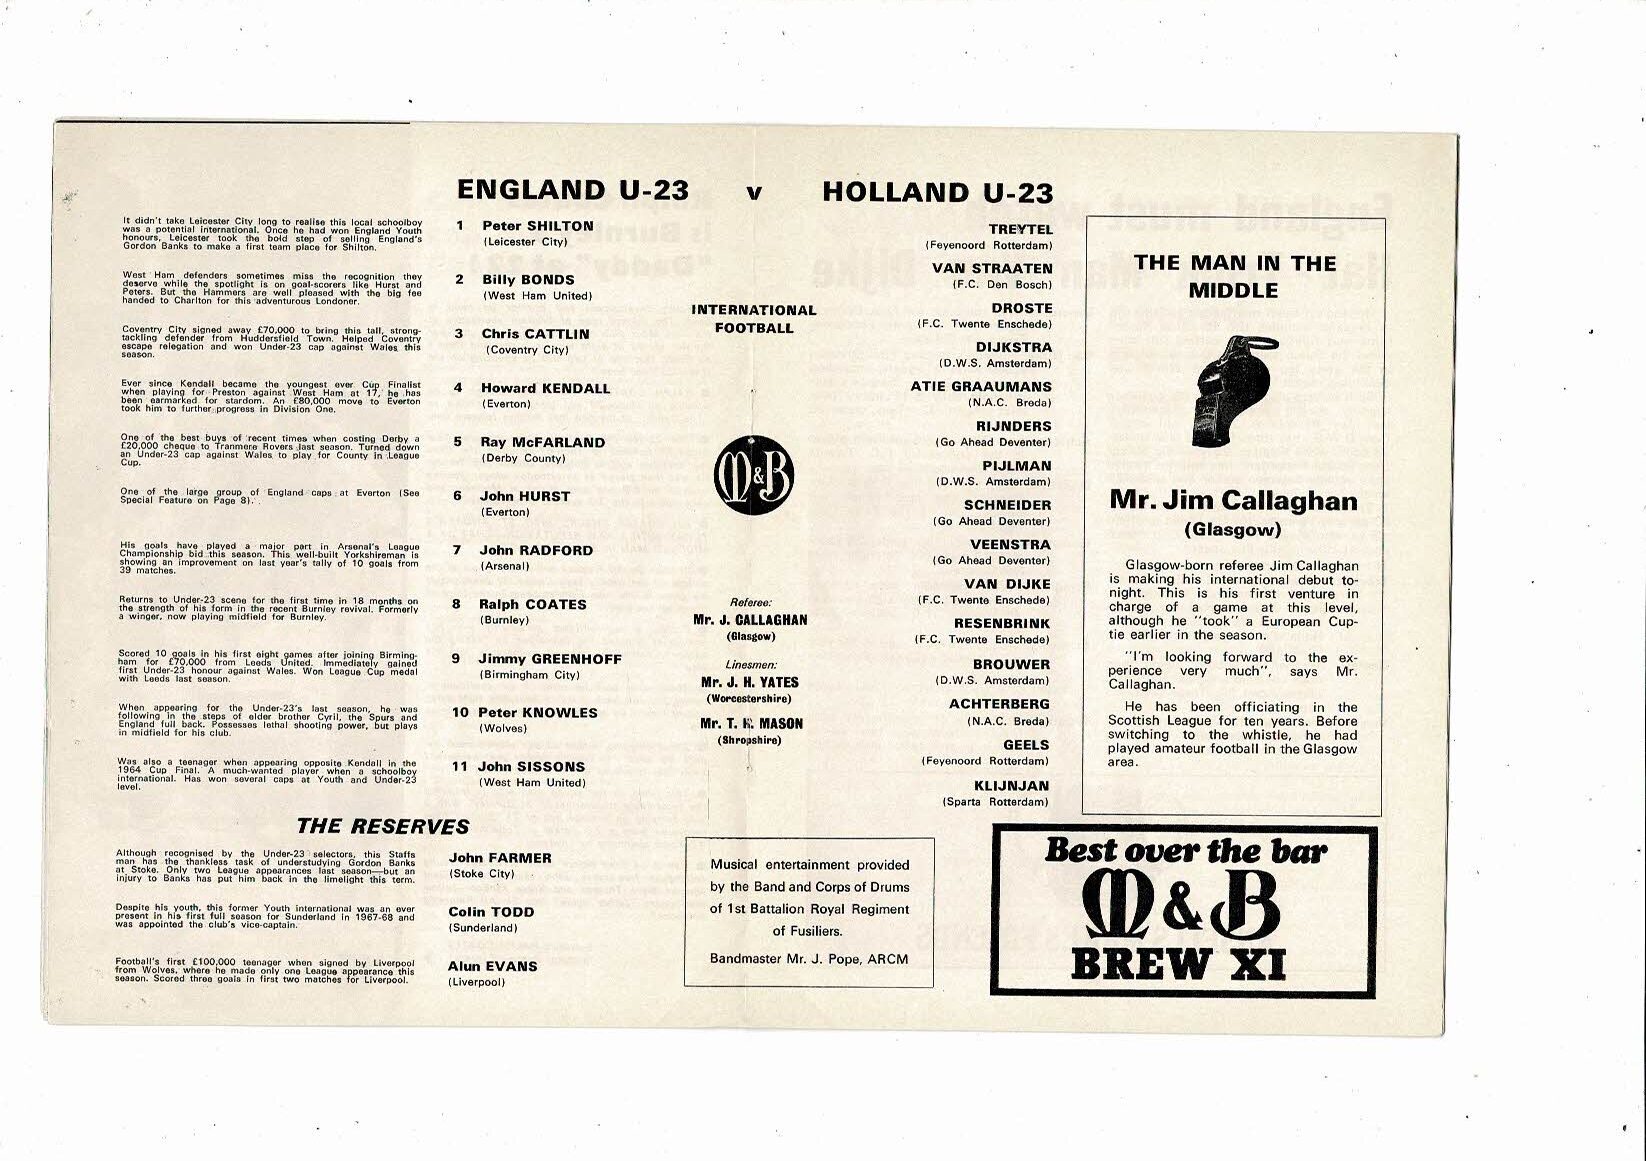 ENGLAND U-23 v HOLLAND U-23
It didn't take Leicester City long to realise this local schoolboy
was a potential international. Once he had won England Youth
honours, Leicester took the bold step of selling England's
Gordon Banks to make a first team place for Shilton.
1 Peter SHILTON
(Leicester City)
West Ham defenders sometimes miss the recognition they
deserve while the spotlight is on goal-scorers like Hurst and
Peters. But the Hammers are well pleased with the big fee
handed to Charlton for this adventurous Londoner.
2 Billy BONDS
(West Ham United)
Coventry City signed away £70,000 to bring this tall, strong-
tackling defender from Huddersfield Town. Helped Coventry
escape relegation and won Under-23 cap against Wales this
season.
3 Chris CATTLIN
(Coventry City)
Ever since Kendall became the youngest ever Cup Finalist
when playing for Preston against West Ham at 17, he has
been earmarked for stardom. An £80,000 move to Everton
took him to further progress in Division One.
4 Howard KENDALL
(Everton)
One of the best buys of recent times when costing Derby a
£20,000 cheque to Tranmere Rovers last season. Turned down
an Under-23 cap against Wales to play for County in League
Cup.
5 Ray McFARLAND
(Derby County)
One of the large group of England caps at Everton (See
Special Feature on Page 8).
6 John HURST
(Everton)
His goals have played a major part in Arsenal's League
Championship bid this season. This well-built Yorkshireman is
showing an improvement on last year's tally of 10 goals from
39 matches.
7 John RADFORD
(Arsenal)
Returns to Under-23 scene for the first time in 18 months on
the strength of his form in the recent Burnley revival. Formerly
a winger, now playing midfield for Burnley.
8 Ralph COATES
(Burnley)
Scored 10 goals in his first eight games after joining Birming-
ham for £70,000 from Leeds United. Immediately gained
first Under-23 honour against Wales. Won League Cup medal
with Leeds last season.
9 Jimmy GREENHOFF
(Birmingham City)
When appearing for the Under-23's last season, he was
following in the steps of elder brother Cyril, the Spurs and
England full back. Possesses lethal shooting power, but plays
in midfield for his club.
10 Peter KNOWLES
(Wolves)
Was also a teenager when appearing opposite Kendall in the
1964 Cup Final. A much-wanted player when a schoolboy
international. Has won several caps at Youth and Under-23
level.
11 John SISSONS
(West Ham United)
THE RESERVES
Although recognised by the Under-23 selectors, this Staffs
man has the thankless task of understudying Gordon Banks
at Stoke. Only two League appearances last season—but an
injury to Banks has put him back in the limelight this term.
John FARMER
(Stoke City)
Despite his youth, this former Youth international was an ever
present in his first full season for Sunderland in 1967-68 and
was appointed the club's vice-captain.
Colin TODD
(Sunderland)
Football's first £100,000 teenager when signed by Liverpool
from Wolves, where he made only one League appearance this
season. Scored three goals in first two matches for Liverpool.
Alun EVANS
(Liverpool)
INTERNATIONAL
FOOTBALL
M&B
Referee:
Mr. J. CALLAGHAN
(Glasgow)
Linesmen:
Mr. J. H. YATES
(Worcestershire)
Mr. T. K. MASON
(Shropshire)
Musical entertainment provided
by the Band and Corps of Drums
of 1st Battalion Royal Regiment
of Fusiliers.
Bandmaster Mr. J. Pope, ARCM
TREYTEL
(Feyenoord Rotterdam)
VAN STRAATEN
(F.C. Den Bosch)
DROSTE
(F.C. Twente Enschede)
DIJKSTRA
(D.W.S. Amsterdam)
ATIE GRAAUMANS
(N.A.C. Breda)
RIJNDERS
(Go Ahead Deventer)
PIJLMAN
(D.W.S. Amsterdam)
SCHNEIDER
(Go Ahead Deventer)
VEENSTRA
(Go Ahead Deventer)
VAN DIJKE
(F.C. Twente Enschede)
RESENBRINK
(F.C. Twente Enschede)
BROUWER
(D.W.S. Amsterdam)
ACHTERBERG
(N.A.C. Breda)
GEELS
(Feyenoord Rotterdam)
KLIJNJAN
(Sparta Rotterdam)
THE MAN IN THE
MIDDLE
Mr. Jim Callaghan
(Glasgow)
Glasgow-born referee Jim Callaghan
is making his international debut to-
night. This is his first venture in
charge of a game at this level,
although he "took" a European Cup-
tie earlier in the season.
"I'm looking forward to the ex-
perience very much", says Mr.
Callaghan.
He has been officiating in the
Scottish League for ten years. Before
switching to the whistle, he had
played amateur football in the Glasgow
area.
Best over the bar
M&B
BREW XI